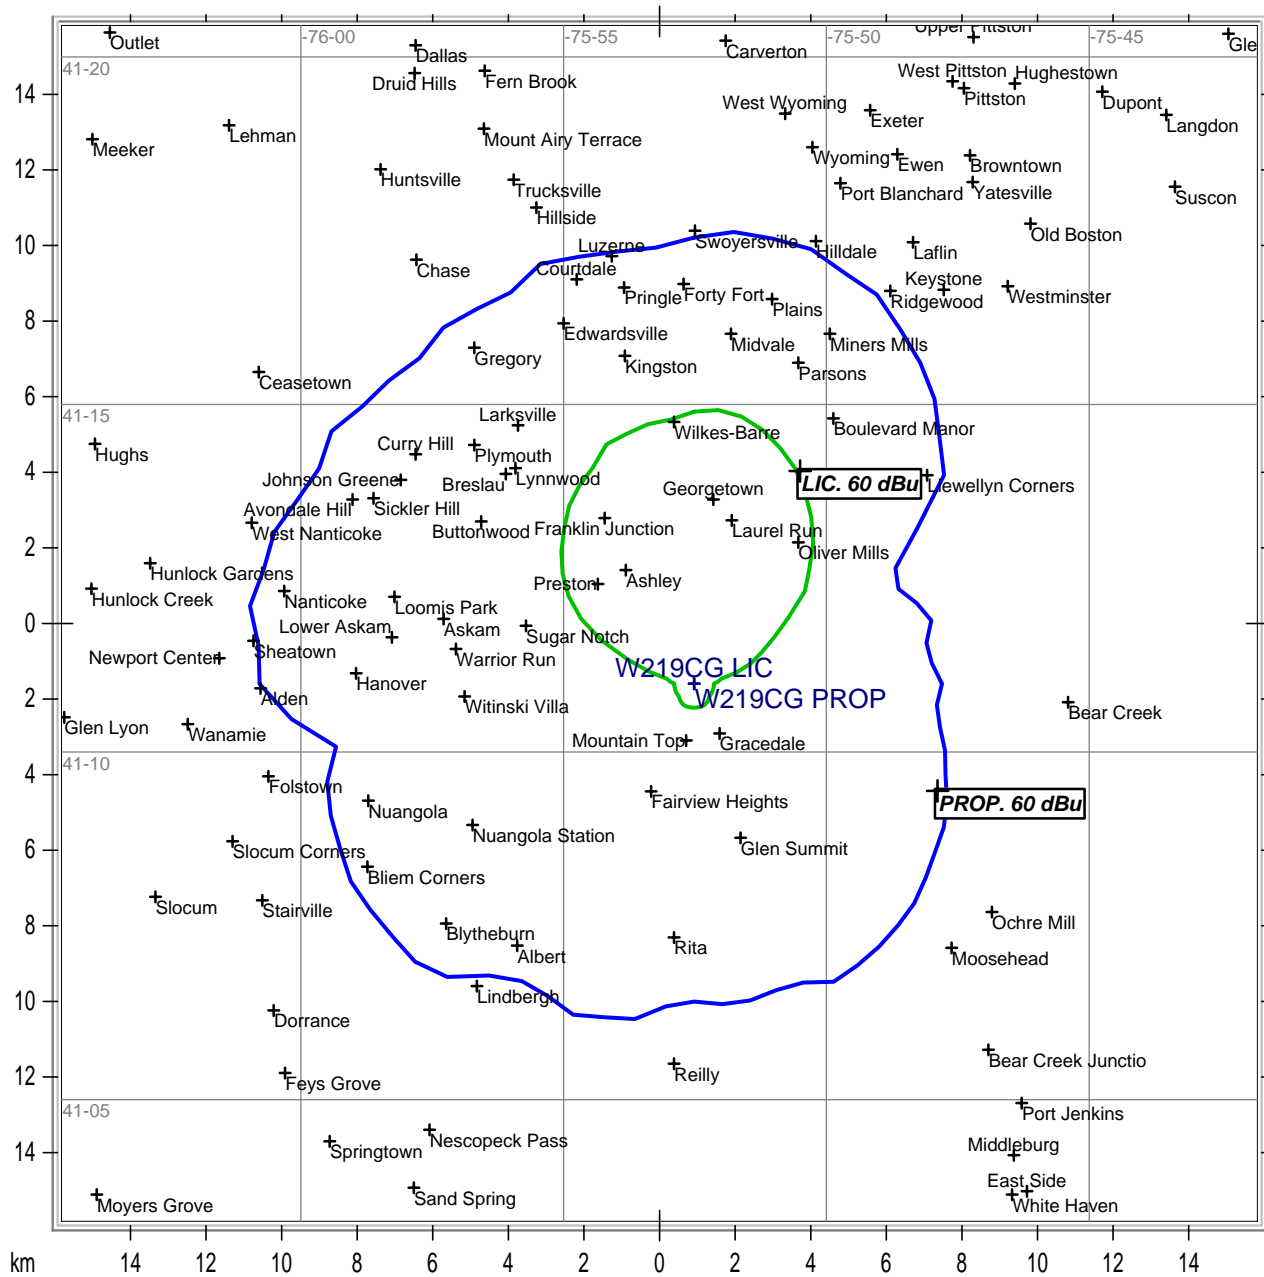 Upper Pittston
Outlet
-76-00
-75-55
-75-50
-75-45
Gle
Dallas
Carverton
41-20
Druid Hills
Fern Brook
West Pittston
Hughestown
14
Pittston
Dupont
West Wyoming
Exeter
Langdon
Lehman
Mount Airy Terrace
Meeker
Wyoming
Ewen
Browntown
12
Huntsville
Trucksville
Port Blanchard
Yatesville
Suscon
Hillside
Old Boston
10
Luzerne
Swoyersville
Hilldale
Laflin
Chase
Courtdale
Keystone
Pringle
Forty Fort
Plains
Ridgewood
Westminster
8
Edwardsville
Midvale
Miners Mills
Gregory
Kingston
Parsons
Ceasetown
6
41-15
Larksville
Wilkes-Barre
Boulevard Manor
Hughs
Curry Hill
Plymouth
4
Johnson Greene
Breslau
Lynnwood
Georgetown
LIC. 60 dBu
Llewellyn Corners
Avondale Hill
Sickler Hill
West Nanticoke
Buttonwood
Franklin Junction
Laurel Run
2
Oliver Mills
Hunlock Gardens
Preston
Ashley
Hunlock Creek
Nanticoke
Loomis Park
0
Lower Askam
Askam
Sugar Notch
Sheatown
Newport Center
Warrior Run
W219CG LIC
Hanover
Alden
Witinski Villa
W219CG PROP
2
Glen Lyon
Wanamie
Bear Creek
Mountain Top
Gracedale
41-10
4
Folstown
Nuangola
Fairview Heights
PROP. 60 dBu
Nuangola Station
Glen Summit
6
Slocum Corners
Bliem Corners
Slocum
Stairville
8
Blytheburn
Ochre Mill
Albert
Rita
Moosehead
10
Lindbergh
Dorrance
Bear Creek Junctio
12
Feys Grove
Reilly
41-05
Port Jenkins
14
Springtown
Nescopeck Pass
Middleburg
East Side
Moyers Grove
Sand Spring
White Haven
km 14 12 10 8 6 4 2 0 2 4 6 8 10 12 14